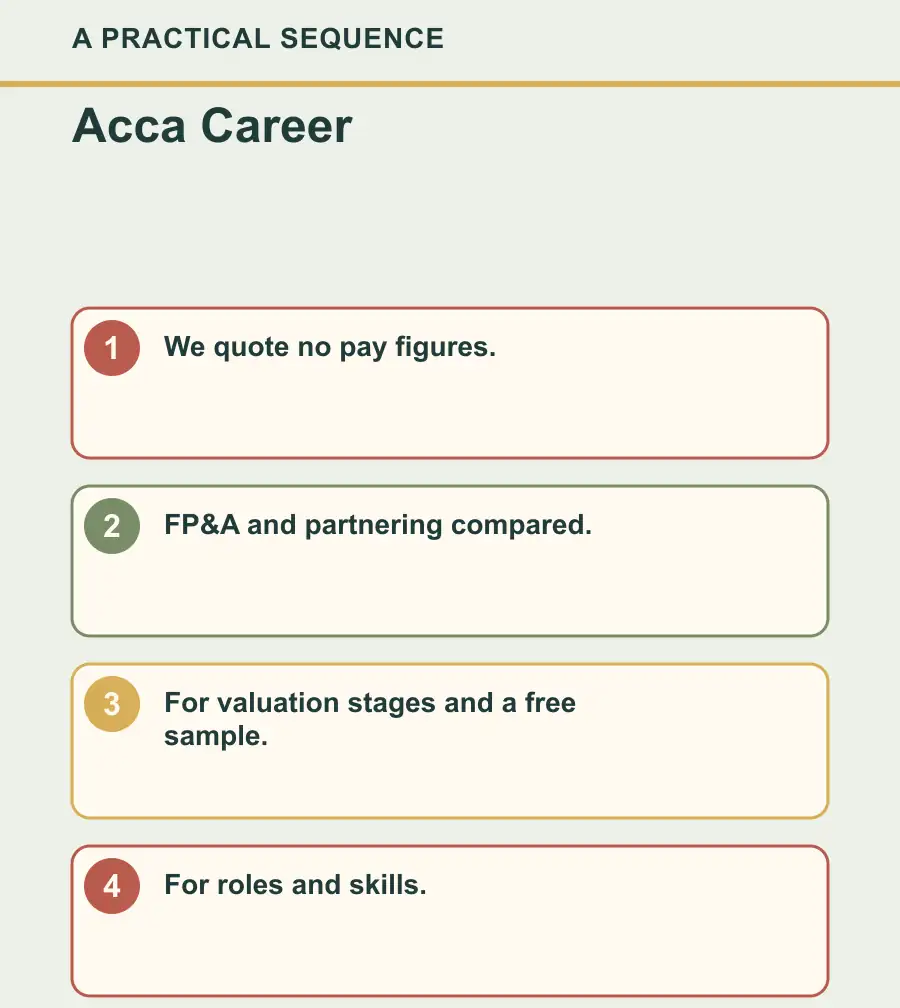 A PRACTICAL SEQUENCE
Acca Career
1
We quote no pay figures.
2
FP&A and partnering compared.
3
For valuation stages and a free
sample.
4
For roles and skills.